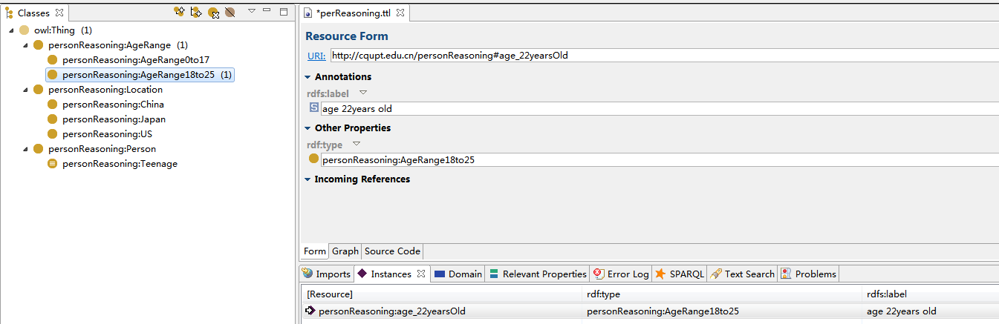 Classes
owl:Thing (1)
personReasoning:AgeRange (1)
personReasoning:AgeRange0to17
personReasoning:AgeRange18to25 (1)
personReasoning:Location
personReasoning:China
personReasoning:Japan
personReasoning:US
personReasoning:Person
personReasoning:Teenage
*perReasoning.ttl
Resource Form
URI: http://cqupt.edu.cn/personReasoning#age_22yearsOld
Annotations
rdfs:label
S age 22years old
Other Properties
rdf:type
personReasoning:AgeRange18to25
Incoming References
Form Graph Source Code
Imports Instances Domain Relevant Properties Error Log SPARQL Text Search Problems
[Resource] rdf:type rdfs:label
personReasoning:age_22yearsOld personReasoning:AgeRange18to25 age 22years old